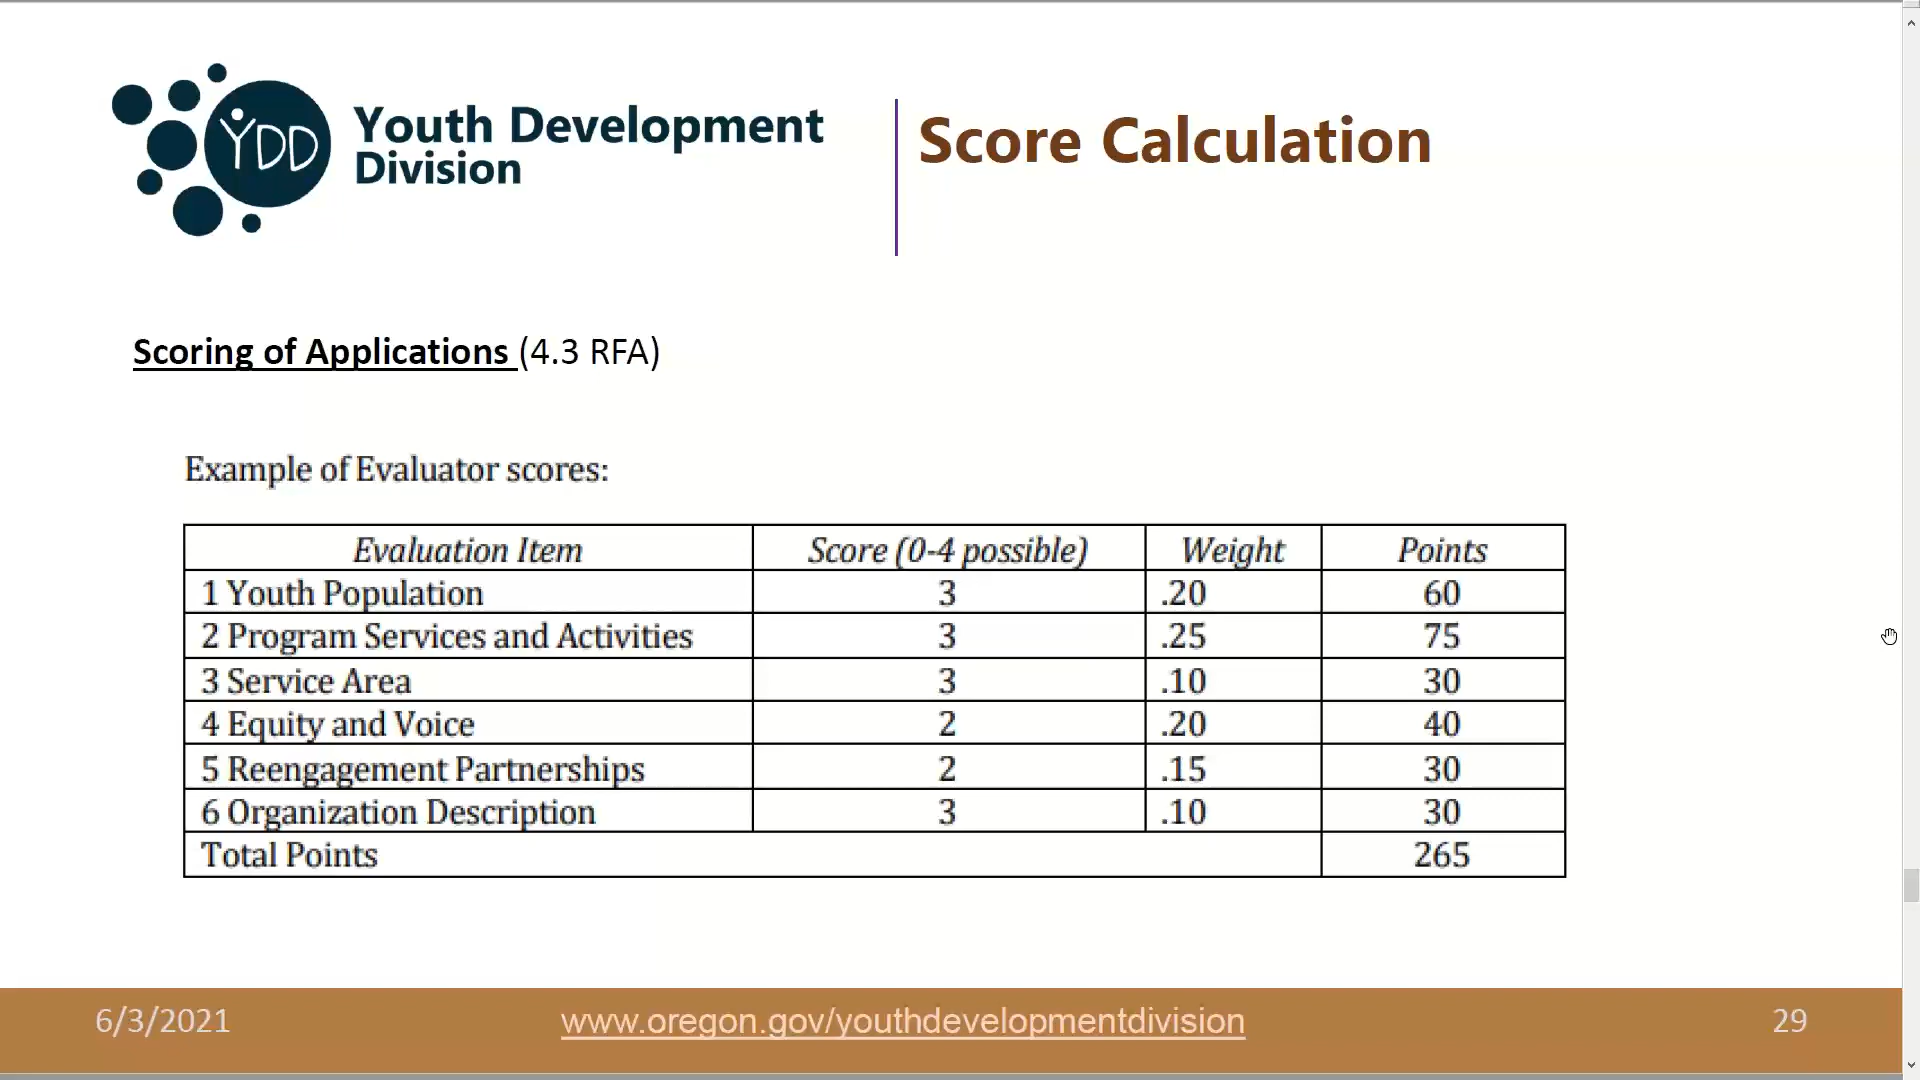 YDD
Youth Development
Division
Score Calculation
Scoring of Applications (4.3 RFA)
Example of Evaluator scores:
Evaluation Item Score (0-4 possible) Weight Points
1 Youth Population 3 .20 60
2 Program Services and Activities 3 .25 75
3 Service Area 3 .10 30
4 Equity and Voice 2 .20 40
5 Reengagement Partnerships 2 .15 30
6 Organization Description 3 .10 30
Total Points 265
6/3/2021 www.oregon.gov/youthdevelopmentdivision 29